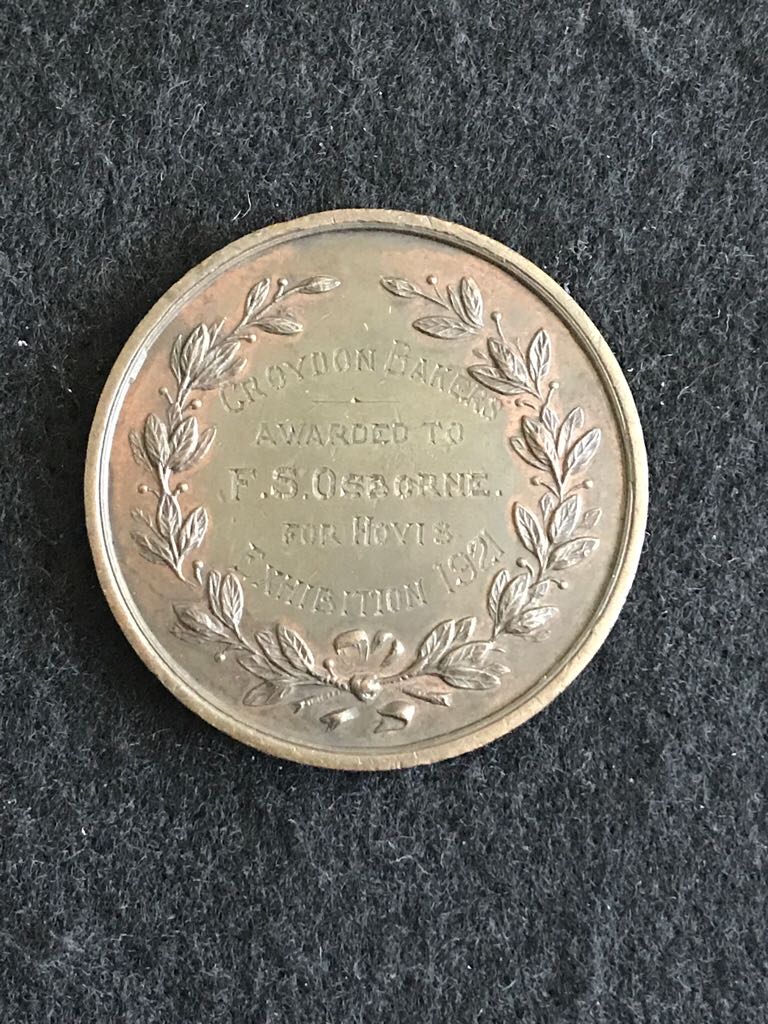 CROYDON BAKERS
AWARDED TO
F.S. OSBORNE.
FOR HOVIS
EXHIBITION 1921